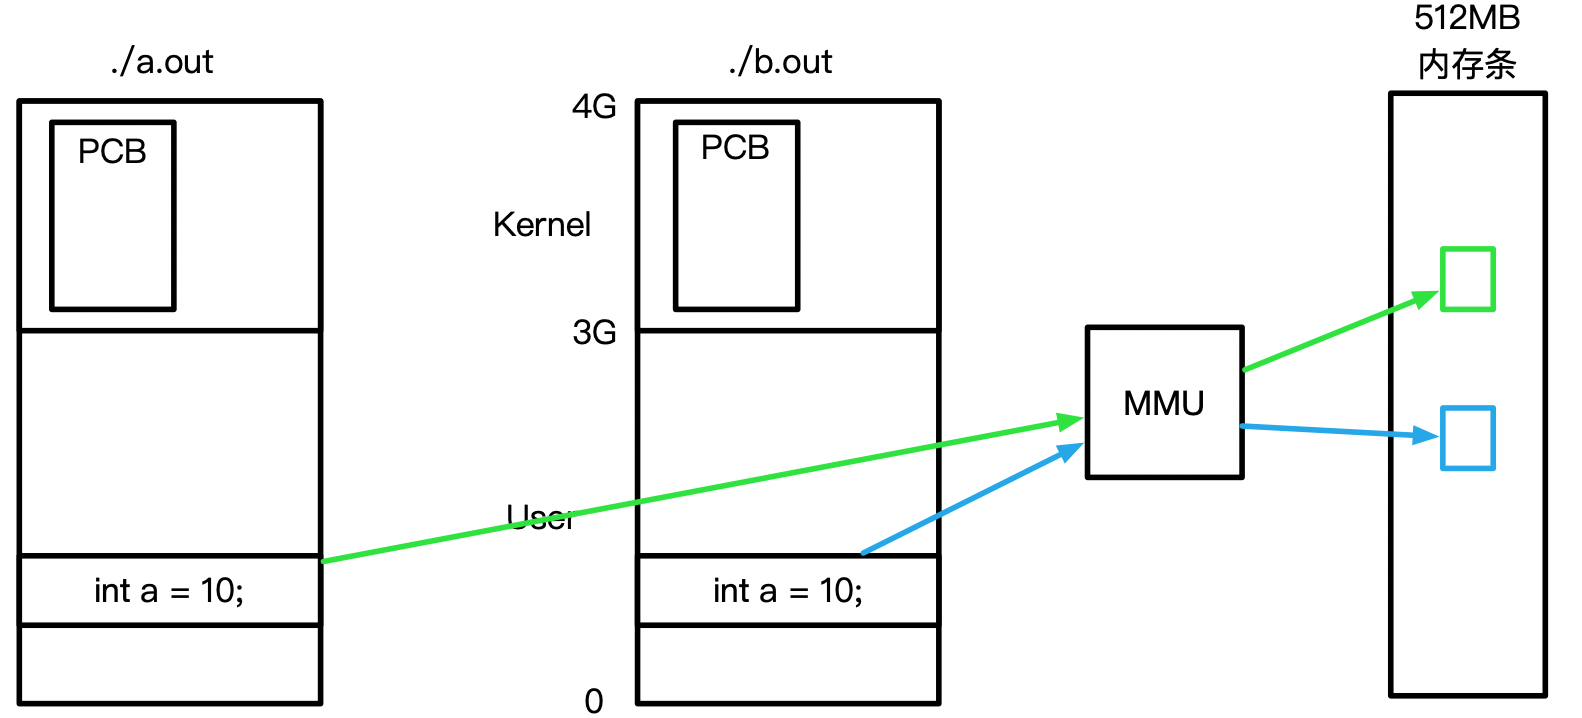 ./a.out
PCB
int a = 10;
4G
Kernel
3G
User
0
./b.out
PCB
int a = 10;
MMU
512MB
内存条